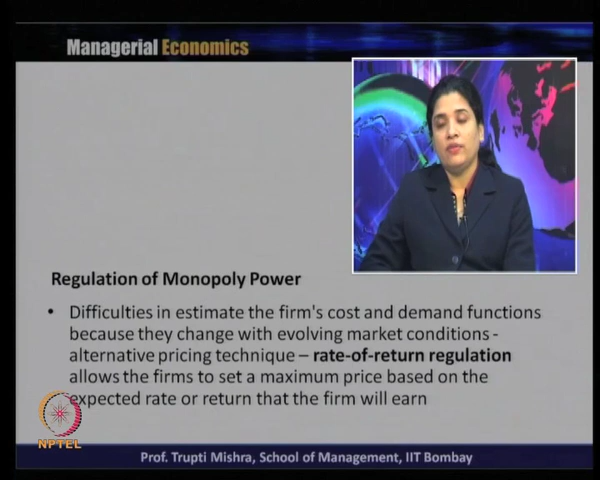 Managerial Economics
Regulation of Monopoly Power
• Difficulties in estimate the firm's cost and demand functions
because they change with evolving market conditions -
alternative pricing technique – rate-of-return regulation
allows the firms to set a maximum price based on the
expected rate or return that the firm will earn
NPTEL
Prof. Trupti Mishra, School of Management, IIT Bombay